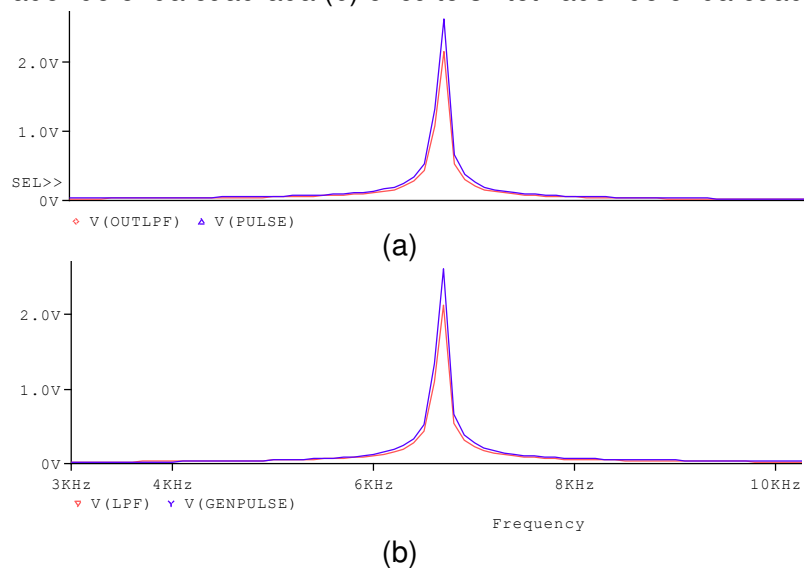 2.0V
1.0V
SEL>>
0V
V(OUTLPF) V(PULSE)
(a)
2.0V
1.0V
0V
3KHz 4KHz 6KHz 8KHz 10KHz
V(LPF) V(GENPULSE)
Frequency
(b)